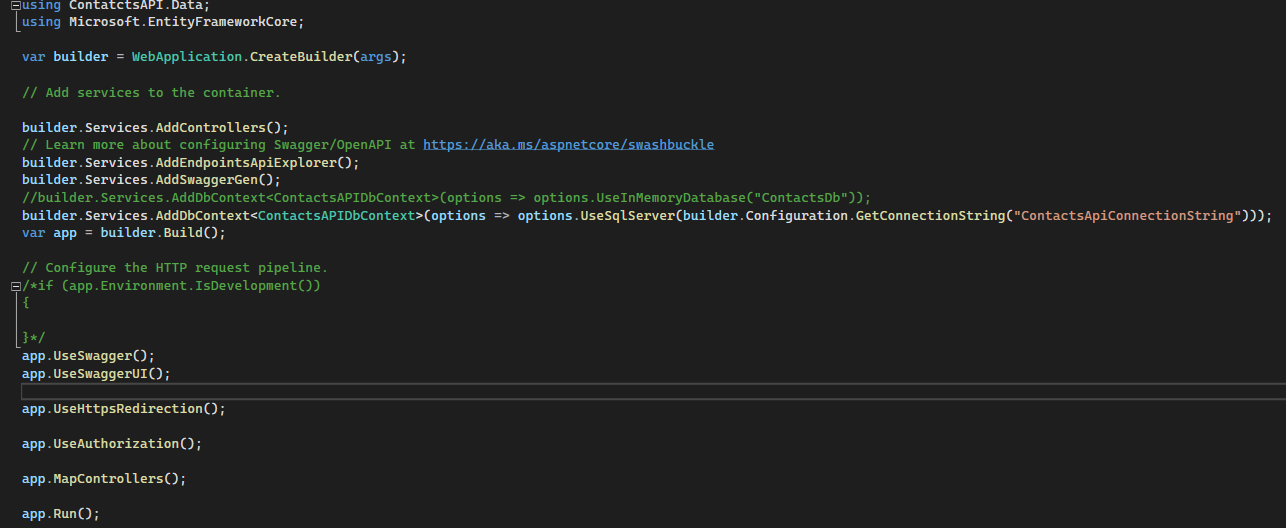 using ContatctsAPI.Data;
using Microsoft.EntityFrameworkCore;
var builder = WebApplication.CreateBuilder(args);
// Add services to the container.
builder.Services.AddControllers();
// Learn more about configuring Swagger/OpenAPI at https://aka.ms/aspnetcore/swashbuckle
builder.Services.AddEndpointsApiExplorer();
builder.Services.AddSwaggerGen();
//builder.Services.AddDbContext<ContactsAPIDbContext>(options => options.UseInMemoryDatabase("ContactsDb"));
builder.Services.AddDbContext<ContactsAPIDbContext>(options => options.UseSqlServer(builder.Configuration.GetConnectionString("ContactsApiConnectionString")));
var app = builder.Build();
// Configure the HTTP request pipeline.
/*if (app.Environment.IsDevelopment())
{
}*/
app.UseSwagger();
app.UseSwaggerUI();
app.UseHttpsRedirection();
app.UseAuthorization();
app.MapControllers();
app.Run();